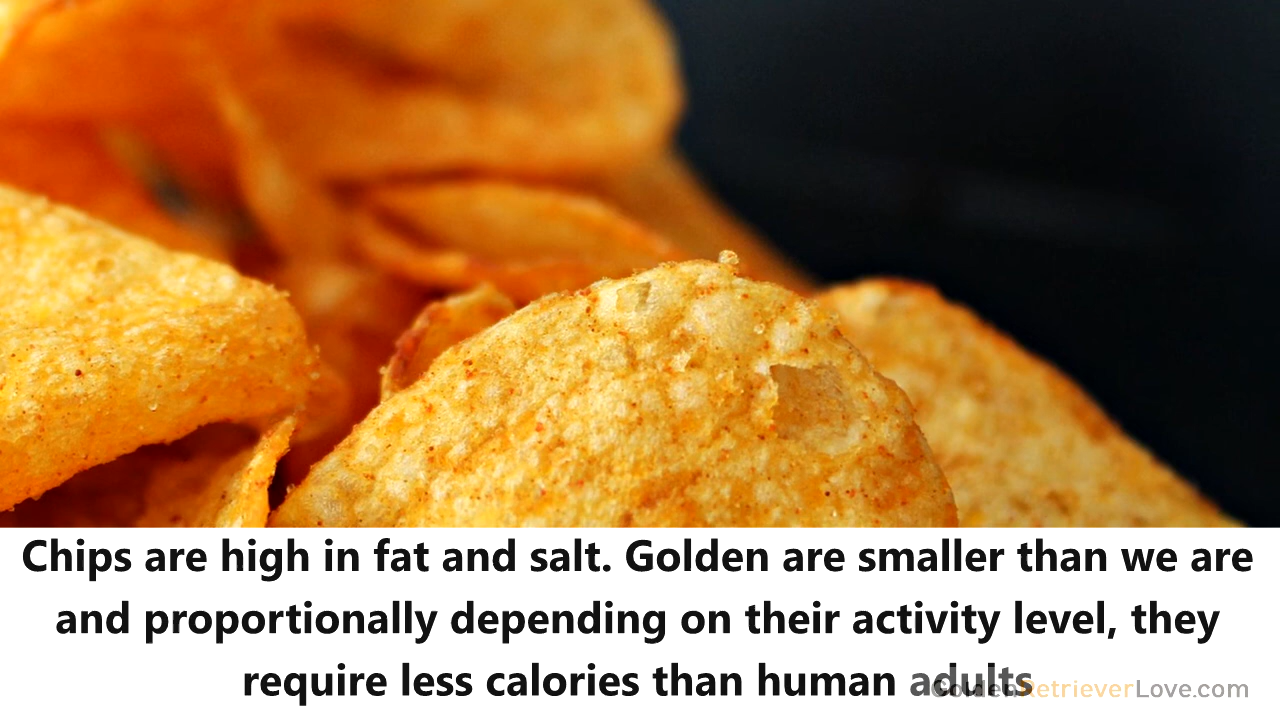 Chips are high in fat and salt. Golden are smaller than we are
and proportionally depending on their activity level, they
require less calories than human adults
GoldenRetrieverLove.com